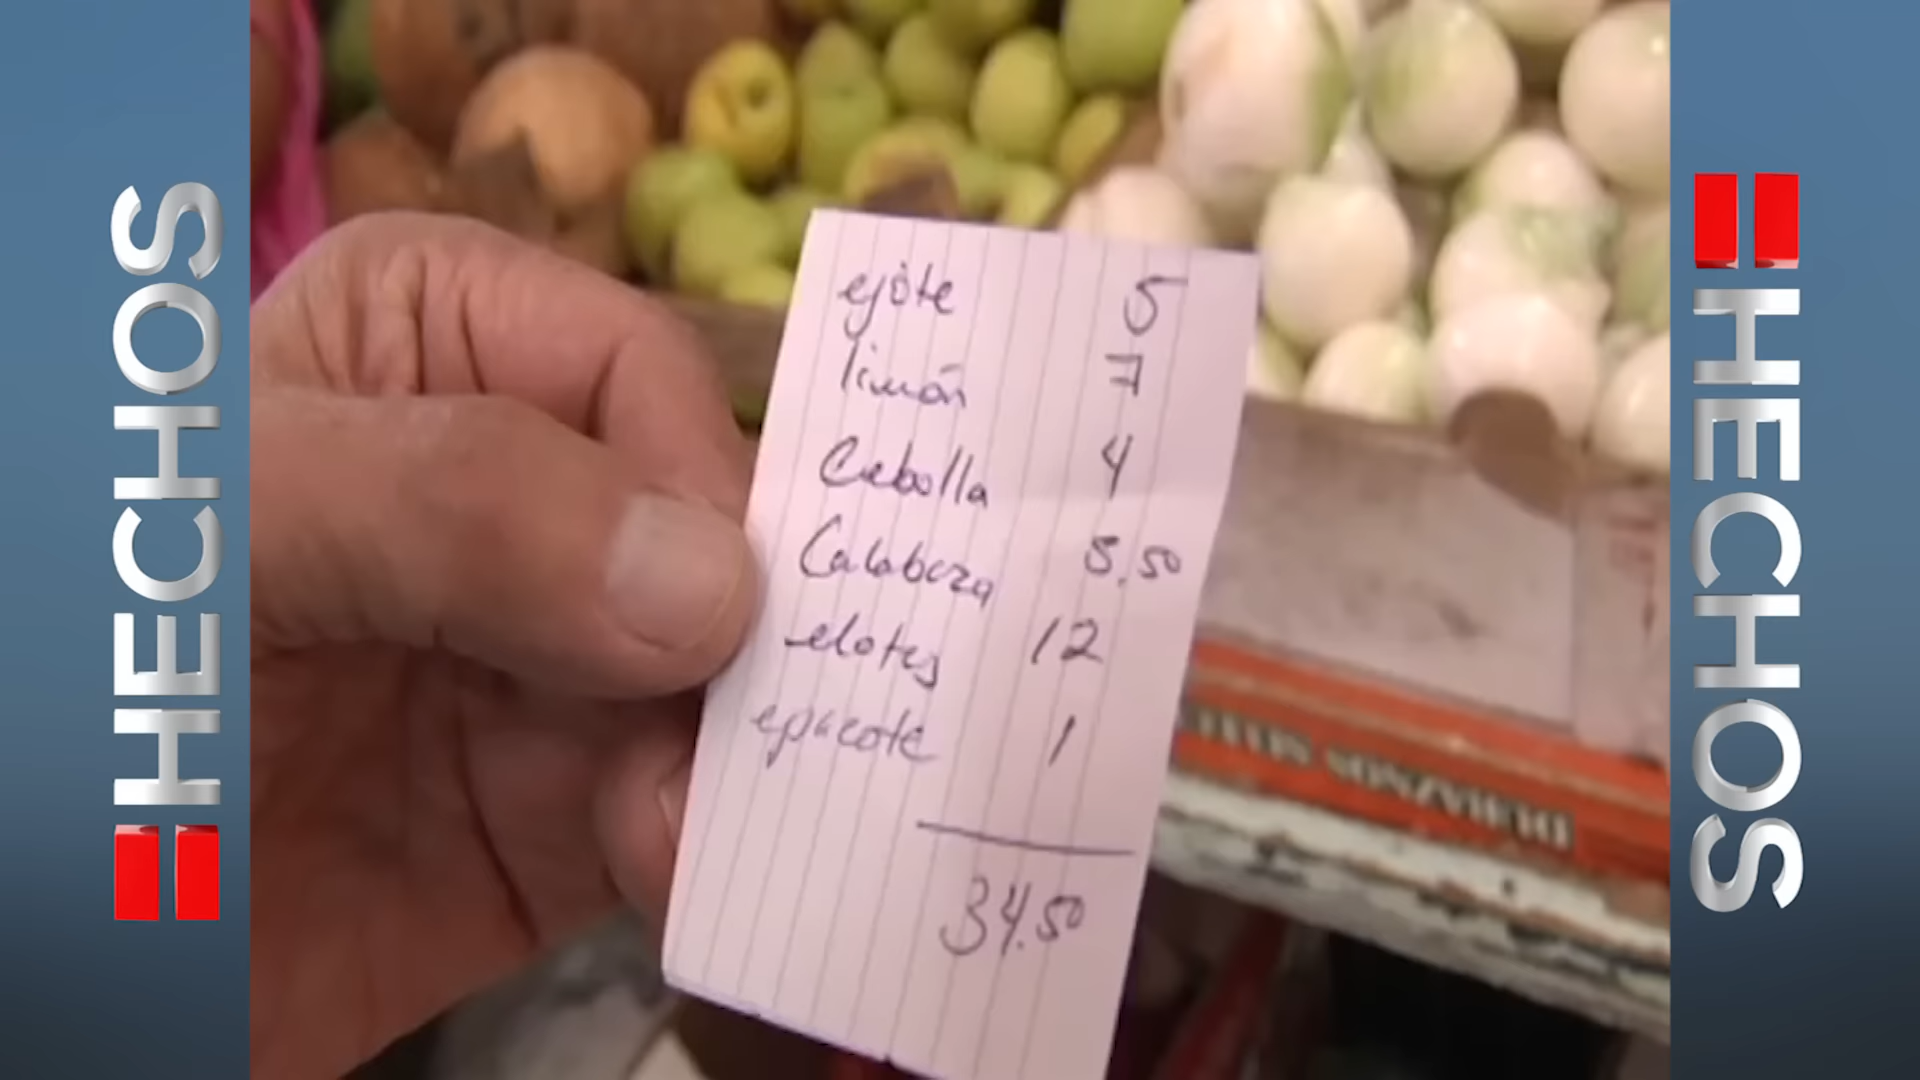 HECHOS
ejote 5
limón 7
Cebolla 4
Calabaza 5.50
elotes 12
epazote 1
34.50
HECHOS